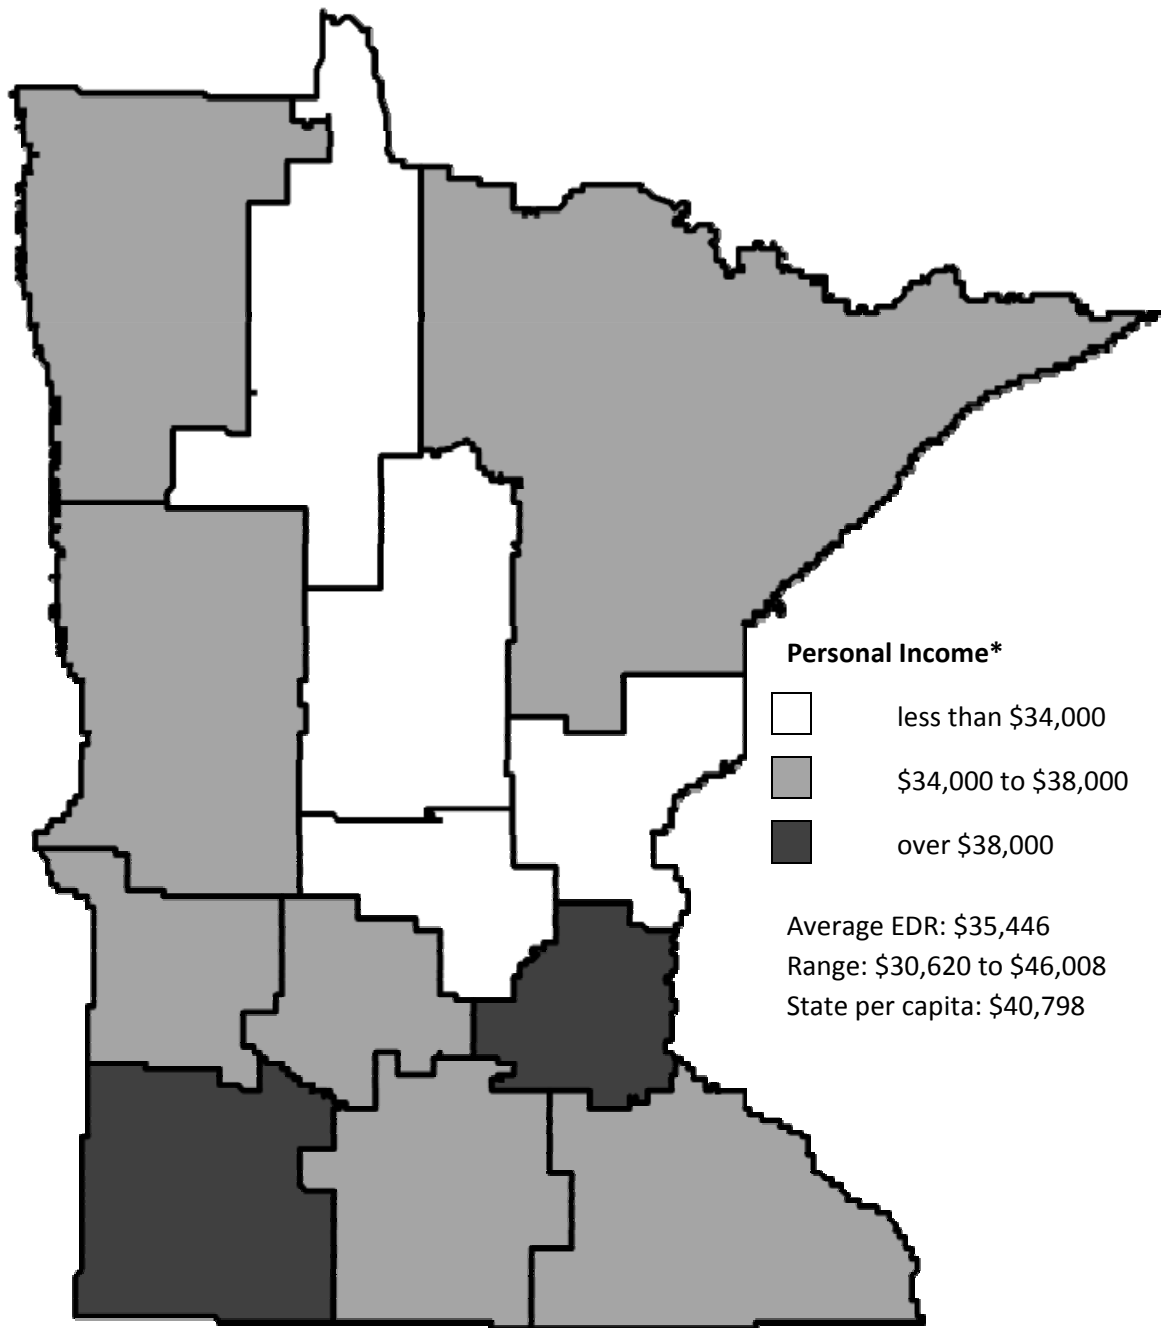 Personal Income*
less than $34,000
$34,000 to $38,000
over $38,000
Average EDR: $35,446
Range: $30,620 to $46,008
State per capita: $40,798